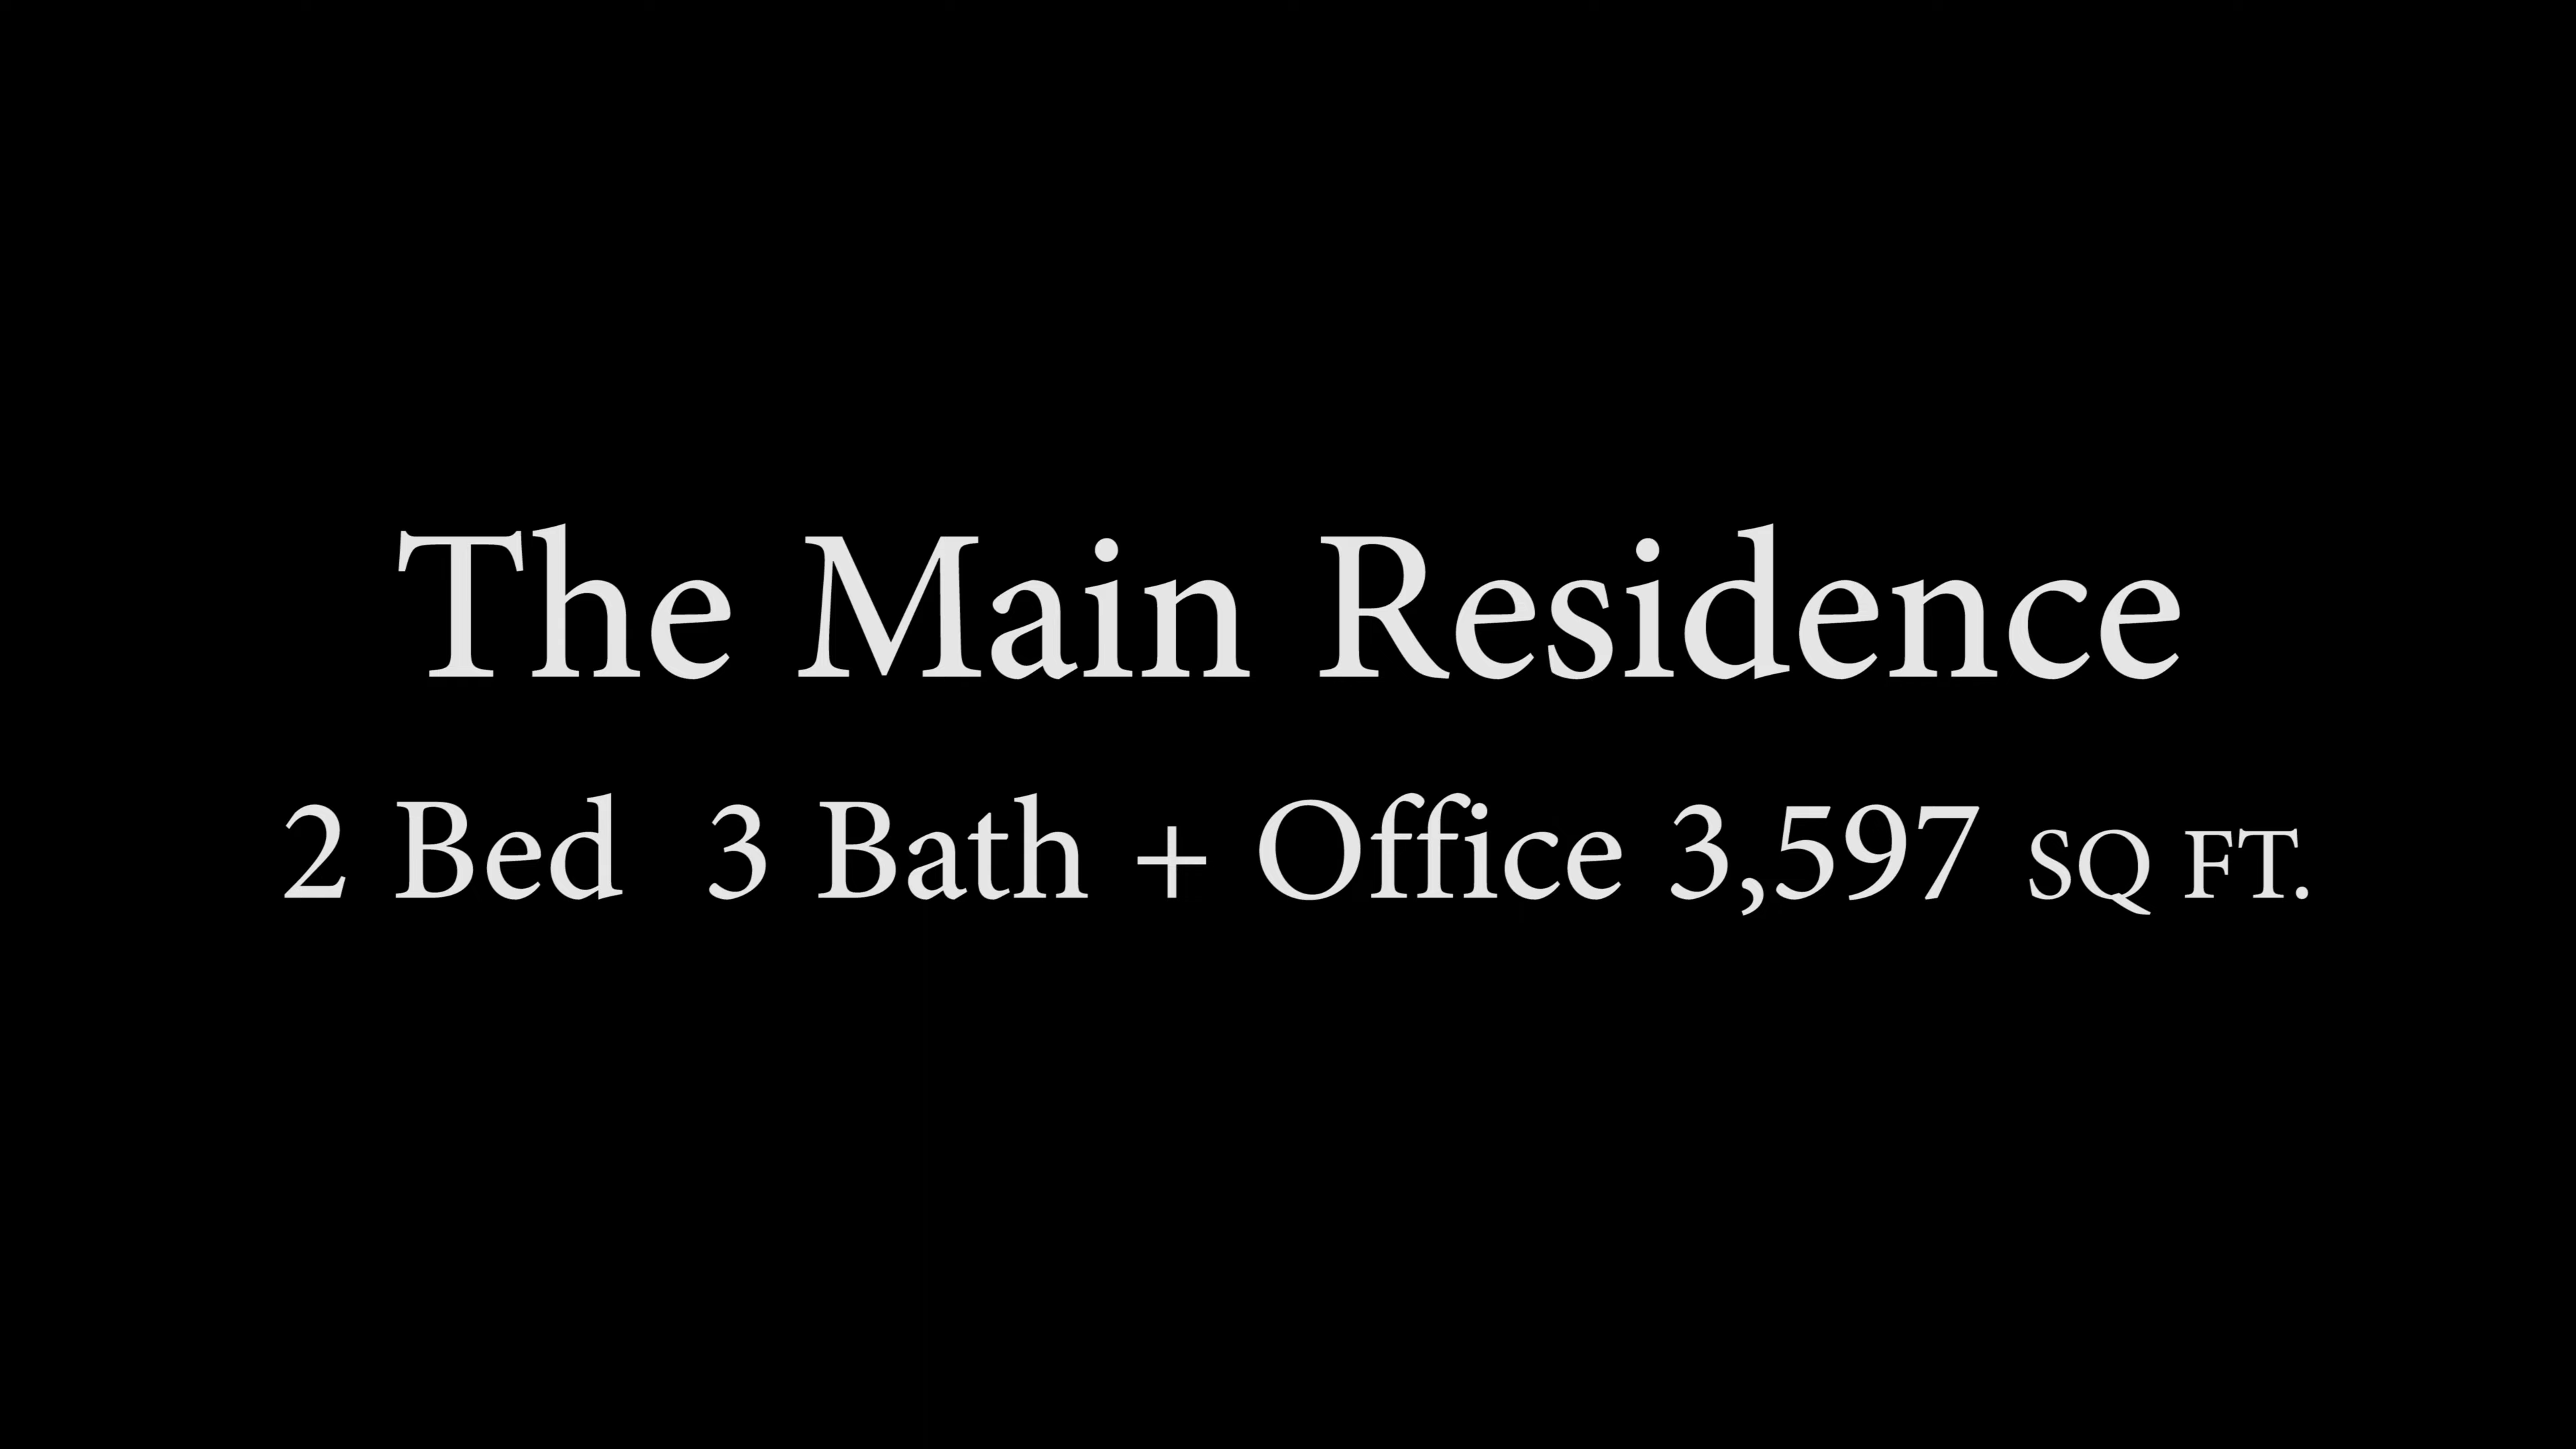 The Main Residence
2 Bed 3 Bath + Office 3,597 SQ FT.